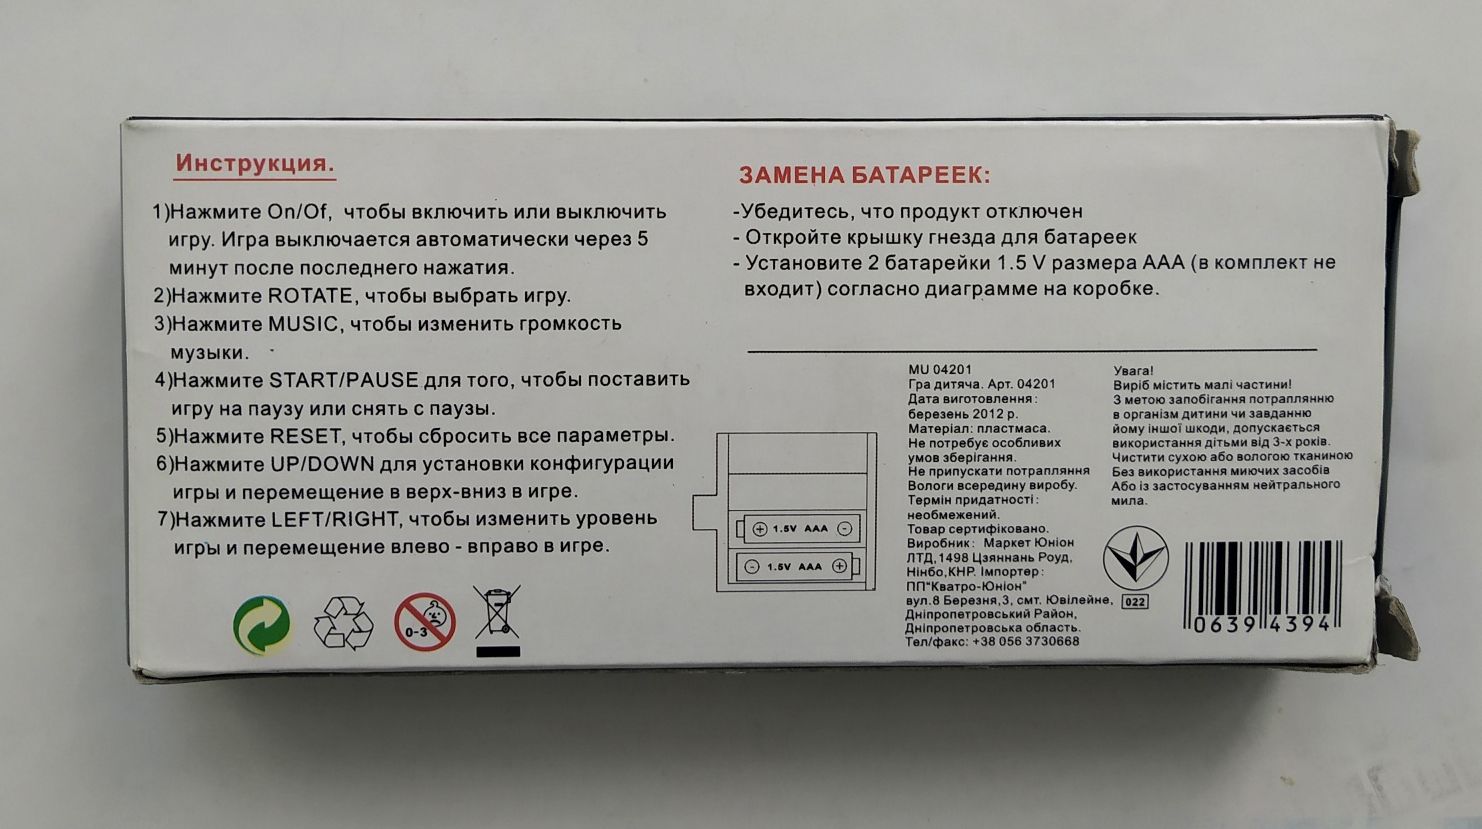 Инструкция.
1)Нажмите On/Of, чтобы включить или выключить
игру. Игра выключается автоматически через 5
минут после последнего нажатия.
2)Нажмите ROTATE, чтобы выбрать игру.
3)Нажмите MUSIC, чтобы изменить громкость
музыки.
4)Нажмите START/PAUSE для того, чтобы поставить
игру на паузу или снять с паузы.
5)Нажмите RESET, чтобы сбросить все параметры.
6)Нажмите UP/DOWN для установки конфигурации
игры и перемещение в верх-вниз в игре.
7)Нажмите LEFT/RIGHT, чтобы изменить уровень
игры и перемещение влево - вправо в игре.
0-3
ЗАМЕНА БАТАРЕЕК:
-Убедитесь, что продукт отключен
- Откройте крышку гнезда для батареек
- Установите 2 батарейки 1.5 V размера AAA (в комплект не
входит) согласно диаграмме на коробке.
+ 1.5V AAA -
- 1.5V AAA +
MU 04201
Гра дитяча. Арт. 04201
Дата виготовлення:
березень 2012 р.
Матеріал: пластмаса.
Не потребує особливих
умов зберігання.
Не припускати потрапляння
Вологи всередину виробу.
Термін придатності:
необмежений.
Товар сертифіковано.
Виробник: Маркет Юніон
ЛТД,1498 Цзяннань Роуд,
Нінбо,КНР. Імпортер:
ПП"Кватро-Юніон"
вул.8 Березня,3, смт. Ювілейне,
Дніпропетровський Район,
Дніпропетровська область.
Тел/факс: +38 056 3730668
Увага!
Виріб містить малі частини!
З метою запобігання потраплянню
в організм дитини чи завданню
йому іншої шкоди, допускається
використання дітьми від 3-х років.
Чистити сухою або вологою тканиною
Без використання миючих засобів
Або із застосуванням нейтрального
мила.
022
0639 4394